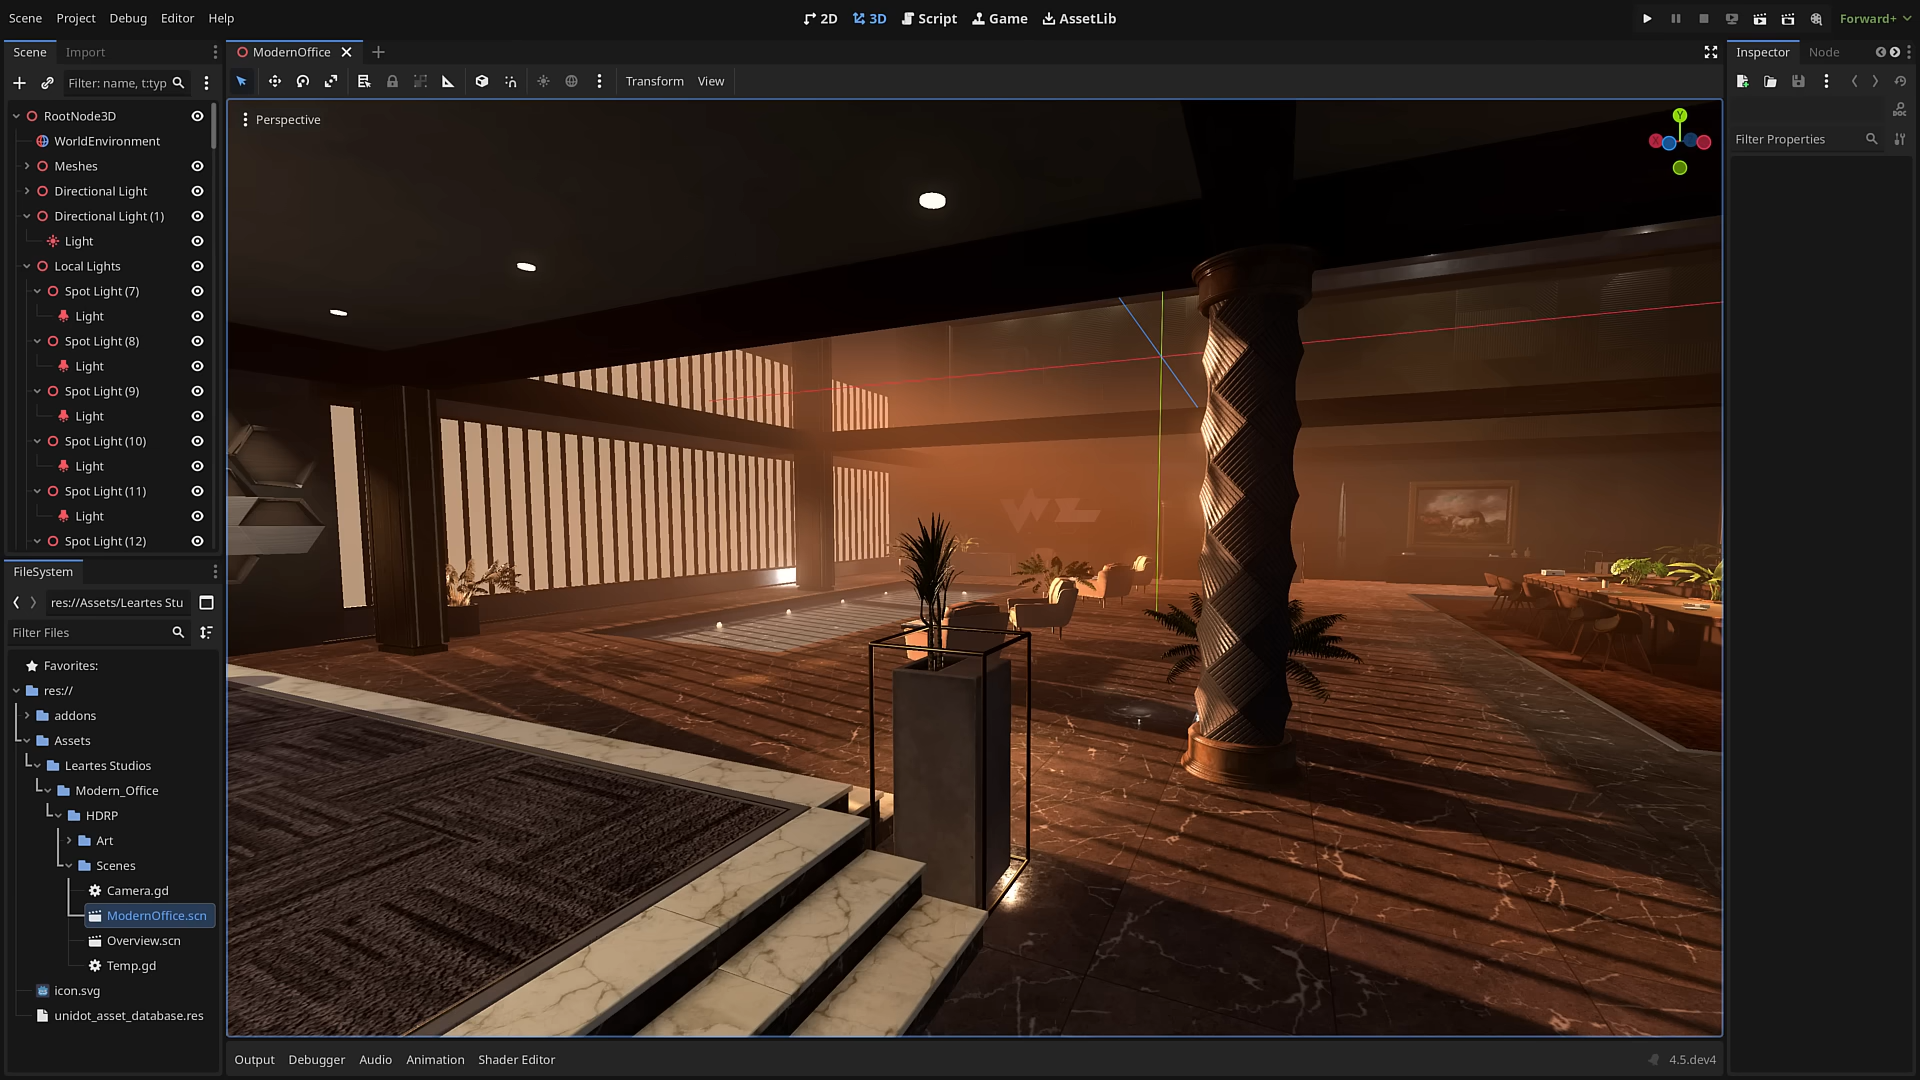 Scene Project Debug Editor Help
2D 3D Script Game AssetLib
Forward+
Scene Import
Filter: name, t:typ
RootNode3D
WorldEnvironment
Meshes
Directional Light
Directional Light (1)
Light
Local Lights
Spot Light (7)
Light
Spot Light (8)
Light
Spot Light (9)
Light
Spot Light (10)
Light
Spot Light (11)
Light
Spot Light (12)
FileSystem
res://Assets/Leartes Stu
Filter Files
Favorites:
res://
addons
Assets
Leartes Studios
Modern_Office
HDRP
Art
Scenes
Camera.gd
ModernOffice.scn
Overview.scn
Temp.gd
icon.svg
unidot_asset_database.res
ModernOffice
Transform View
Perspective
Y
X
WZ
Output Debugger Audio Animation Shader Editor
4.5.dev4
Inspector Node
DOC
Filter Properties